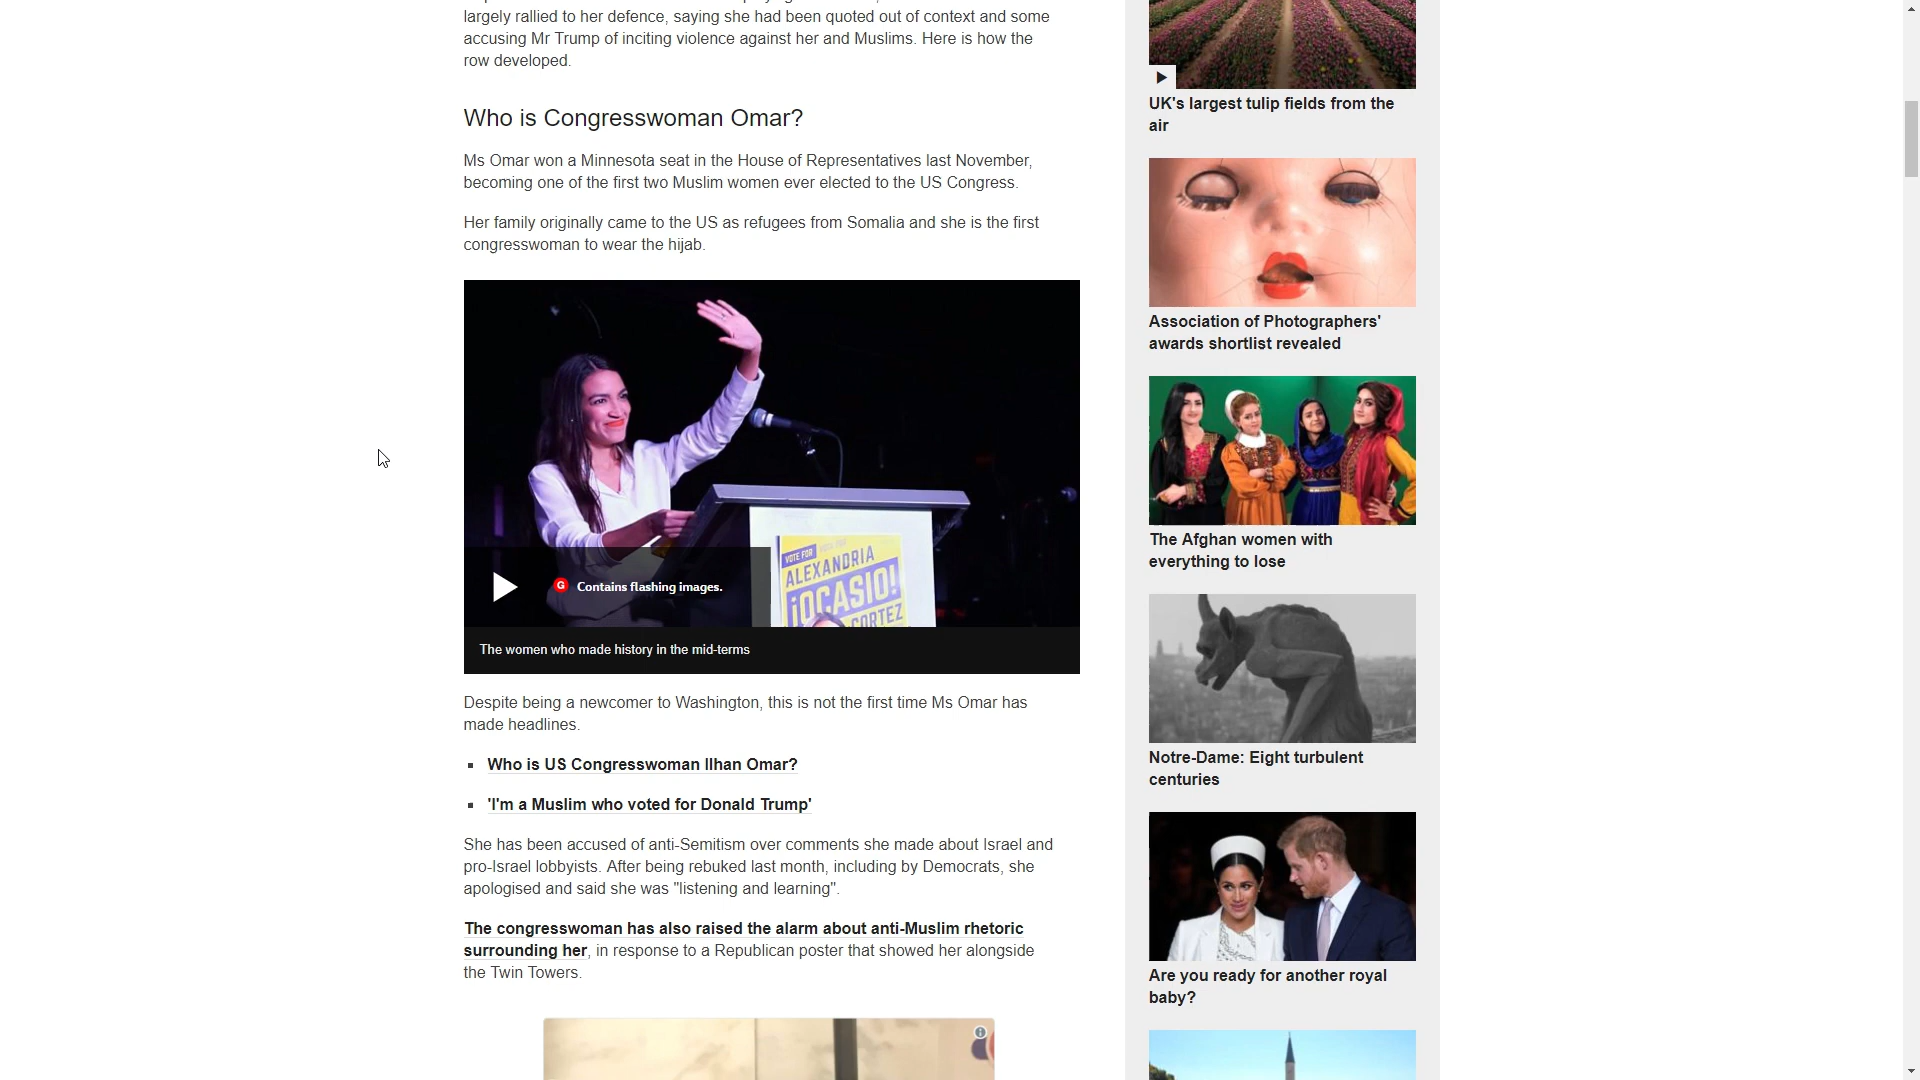 largely rallied to her defence, saying she had been quoted out of context and some
accusing Mr Trump of inciting violence against her and Muslims. Here is how the
row developed.
Who is Congresswoman Omar?
Ms Omar won a Minnesota seat in the House of Representatives last November,
becoming one of the first two Muslim women ever elected to the US Congress.
Her family originally came to the US as refugees from Somalia and she is the first
congresswoman to wear the hijab.
VOTE FOR
ALEXANDRIA
¡OCASIO!
CORTEZ
G Contains flashing images.
The women who made history in the mid-terms
Despite being a newcomer to Washington, this is not the first time Ms Omar has
made headlines.
▪ Who is US Congresswoman Ilhan Omar?
▪ 'I'm a Muslim who voted for Donald Trump'
She has been accused of anti-Semitism over comments she made about Israel and
pro-Israel lobbyists. After being rebuked last month, including by Democrats, she
apologised and said she was "listening and learning".
The congresswoman has also raised the alarm about anti-Muslim rhetoric
surrounding her, in response to a Republican poster that showed her alongside
the Twin Towers.
UK's largest tulip fields from the
air
Association of Photographers'
awards shortlist revealed
The Afghan women with
everything to lose
Notre-Dame: Eight turbulent
centuries
Are you ready for another royal
baby?